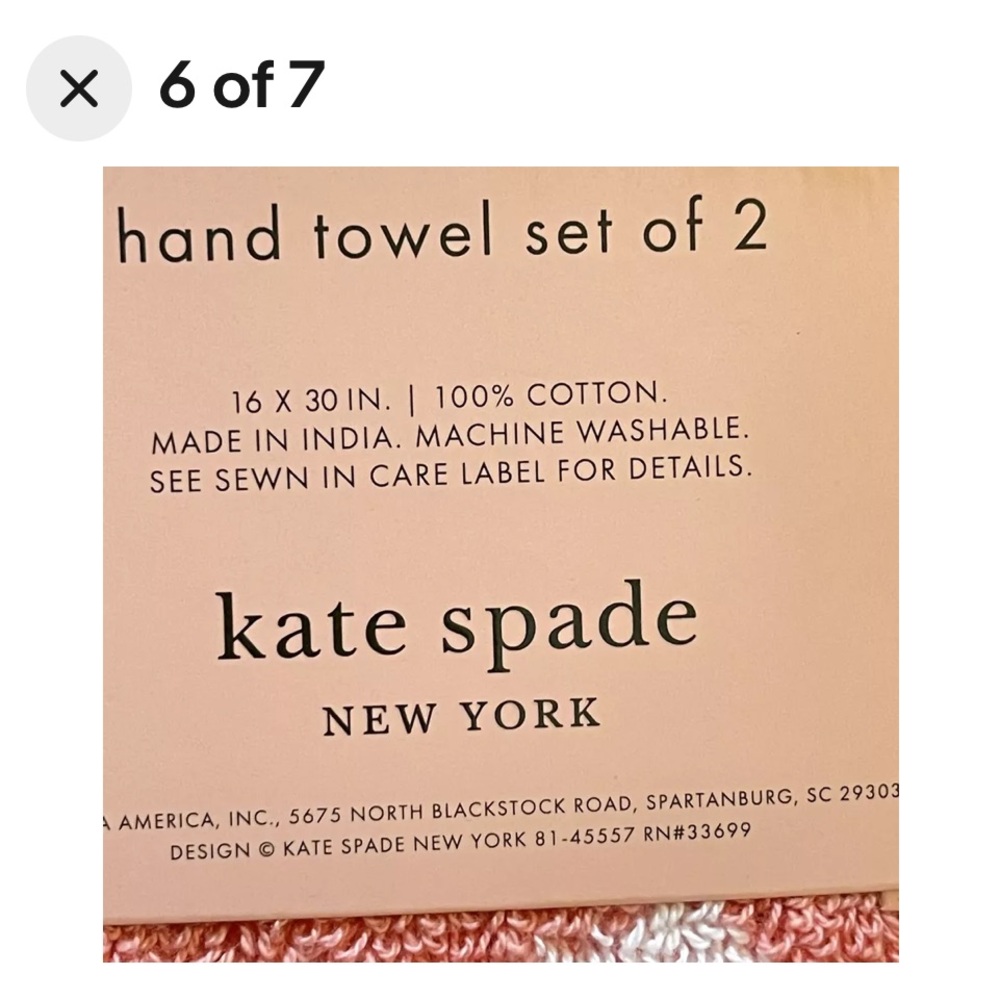 6 of 7
hand towel set of 2
16 X 30 IN. | 100% COTTON.
MADE IN INDIA. MACHINE WASHABLE.
SEE SEWN IN CARE LABEL FOR DETAILS.
kate spade
NEW YORK
AMERICA, INC., 5675 NORTH BLACKSTOCK ROAD, SPARTANBURG, SC 29303
DESIGN © KATE SPADE NEW YORK 81-45557 RN#33699